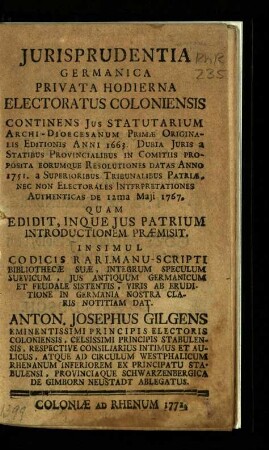 JURISPRUDENTIA
GERMANICA
PRIVATA HODIERNA
ELECTORATUS COLONIENSIS
CONTINENS JUS STATUTARIUM
ARCHI-DIOECESANUM PRIMÆ ORIGINA-
LIS EDITIONIS ANNI 1663. DUBIA JURIS a
STATIBUS PROVINCIALIBUS IN COMITIIS PRO-
POSITA EORUMQUE RESOLUTIONIS DATAS ANNO
1751. a SUPERIORIBUS TRIBUNALIBUS PATRIÆ,
NEC NON ELECTORALES INTERPRETATIONES
AUTHENTICAS DE 12ma Maji 1767,
QUAM
EDIDIT, INQUE JUS PATRIUM
INTRODUCTIONEM PRÆMISIT,
INSIMUL
CODICIS RARI, MANU-SCRIPTI
BIBLIOTHECÆ SUÆ, INTEGRUM SPECULUM
SUEVICUM, JUS ANTIQUUM GERMANICUM
ET FEUDALE SISTENTIS, VIRIS AB ERUDI-
TIONE IN GERMANIA NOSTRA CLA-
RIS NOTITIAM DAT,
ANTON. JOSEPHUS GILGENS
EMINENTISSIMI PRINCIPIS ELECTORIS
COLONIENSIS, CELSISSIMI PRINCIPIS STABULEN-
SIS, RESPECTIVE CONSILIARIUS INTIMUS ET AU-
LICUS, ATQUE AD CIRCULUM WESTPHALICUM
RHENANUM INFERIOREM EX PRINCIPATU STA-
BULENSI, PROVINCIAQUE SCHWARZENBERGICA
DE GIMBORN NEUSTADT ABLEGATUS.
COLONIÆ AD RHENUM 1772.